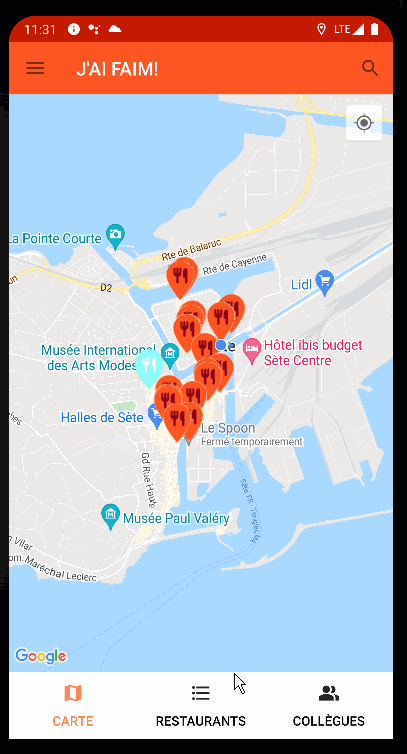 11:31
LTE
J'AI FAIM!
La Pointe Courte
Rte de Balaruc
Rte de Cayenne
D2
Lidl
Hôtel ibis budget
Sète Centre
Musée International
des Arts Modes
Halles de Sète
Le Spoon
Fermé temporairement
Gd Rue Haute
Musée Paul Valéry
Vilar
om. Maréchal Leclerc
Google
CARTE
RESTAURANTS
COLLÈGUES